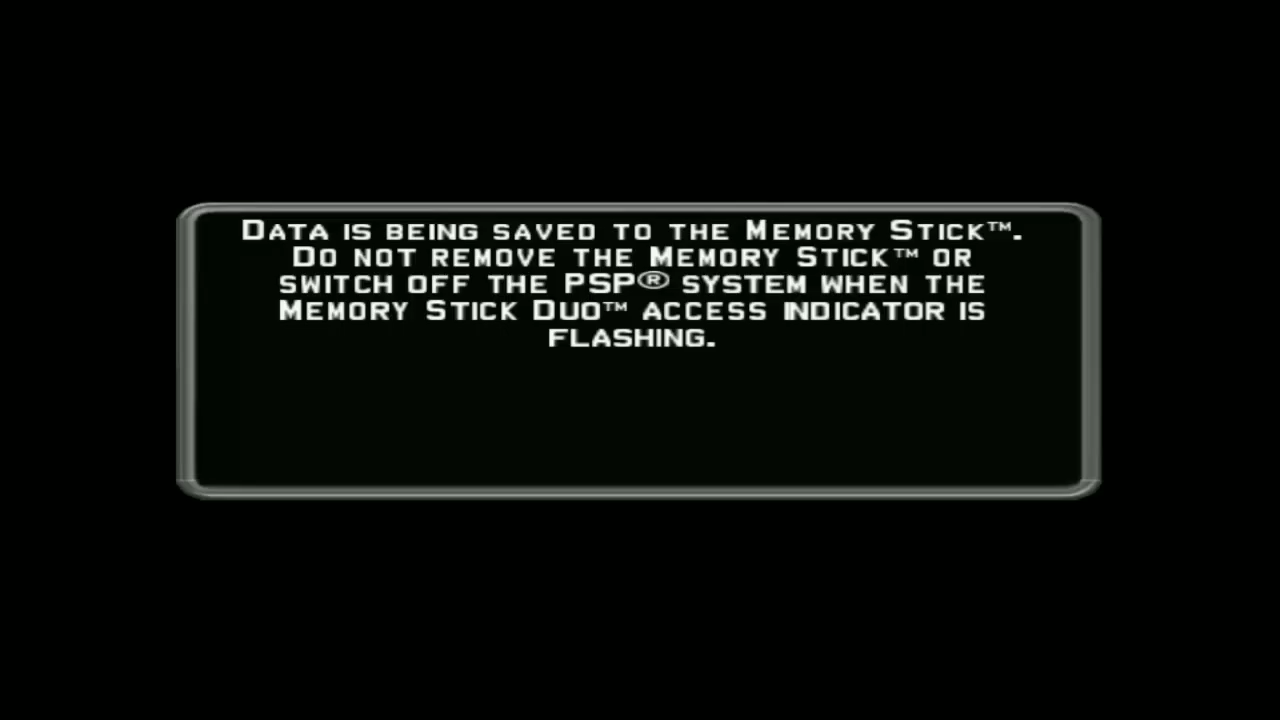 Data is being saved to the Memory Stick™.
Do not remove the Memory Stick™ or
switch off the PSP® system when the
Memory Stick Duo™ access indicator is
flashing.